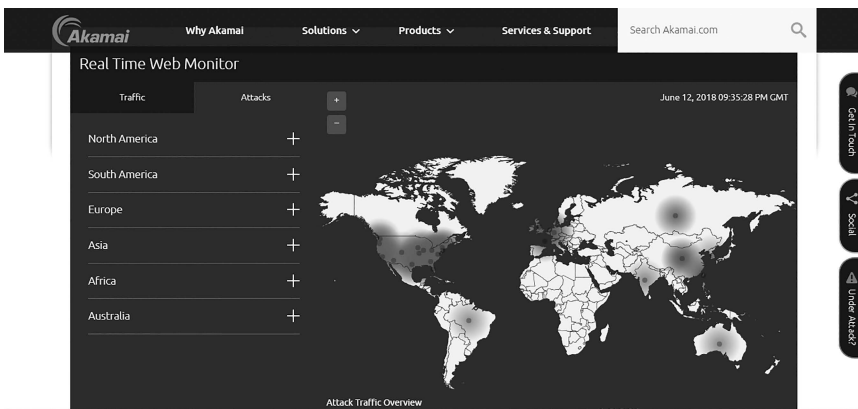 Akamai
Why Akamai
Solutions
Products
Services & Support
Search Akamai.com
Real Time Web Monitor
Traffic
Attacks
+
−
June 12, 2018 09:35:28 PM GMT
North America
South America
Europe
Asia
Africa
Australia
Attack Traffic Overview
Get In Touch
Social
Under Attack?